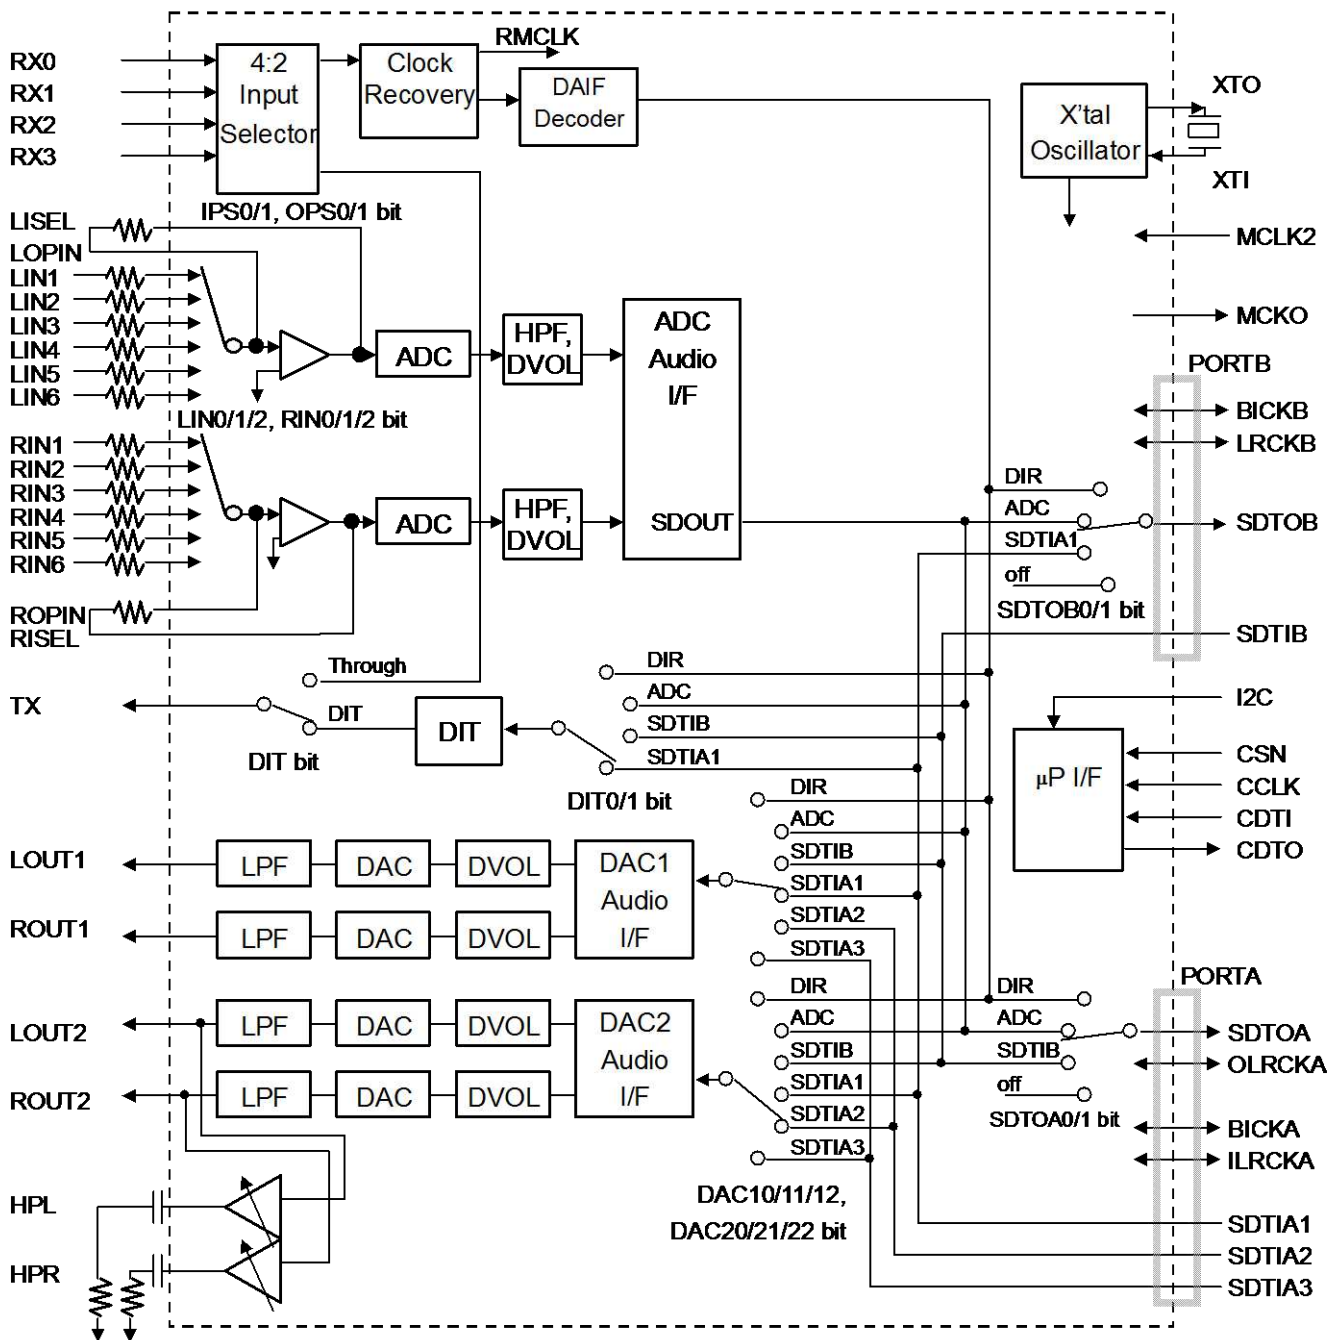 RX0
RX1
RX2
RX3
4:2
Input
Selector
Clock
Recovery
RMCLK
DAIF
Decoder
X'tal
Oscillator
XTO
XTI
IPS0/1, OPS0/1 bit
LISEL
LOPIN
LIN1
LIN2
LIN3
LIN4
LIN5
LIN6
ADC
HPF,
DVOL
ADC
Audio
I/F
SDOUT
MCLK2
MCKO
PORTB
BICKB
LRCKB
LIN0/1/2, RIN0/1/2 bit
RIN1
RIN2
RIN3
RIN4
RIN5
RIN6
ADC
HPF,
DVOL
DIR
ADC
SDTIA1
off
SDTOB0/1 bit
SDTOB
SDTIB
ROPIN
RISEL
Through
TX
DIT
DIT bit
DIT
DIR
ADC
SDTIB
SDTIA1
DIT0/1 bit
I2C
µP I/F
CSN
CCLK
CDTI
CDTO
DIR
ADC
SDTIB
SDTIA1
SDTIA2
SDTIA3
LOUT1
LPF
DAC
DVOL
DAC1
Audio
I/F
ROUT1
LPF
DAC
DVOL
LOUT2
LPF
DAC
DVOL
DAC2
Audio
I/F
ROUT2
LPF
DAC
DVOL
DIR
ADC
SDTIB
SDTIA1
SDTIA2
SDTIA3
DIR
ADC
SDTIB
off
SDTOA0/1 bit
PORTA
SDTOA
OLRCKA
BICKA
ILRCKA
DAC10/11/12,
DAC20/21/22 bit
HPL
HPR
SDTIA1
SDTIA2
SDTIA3